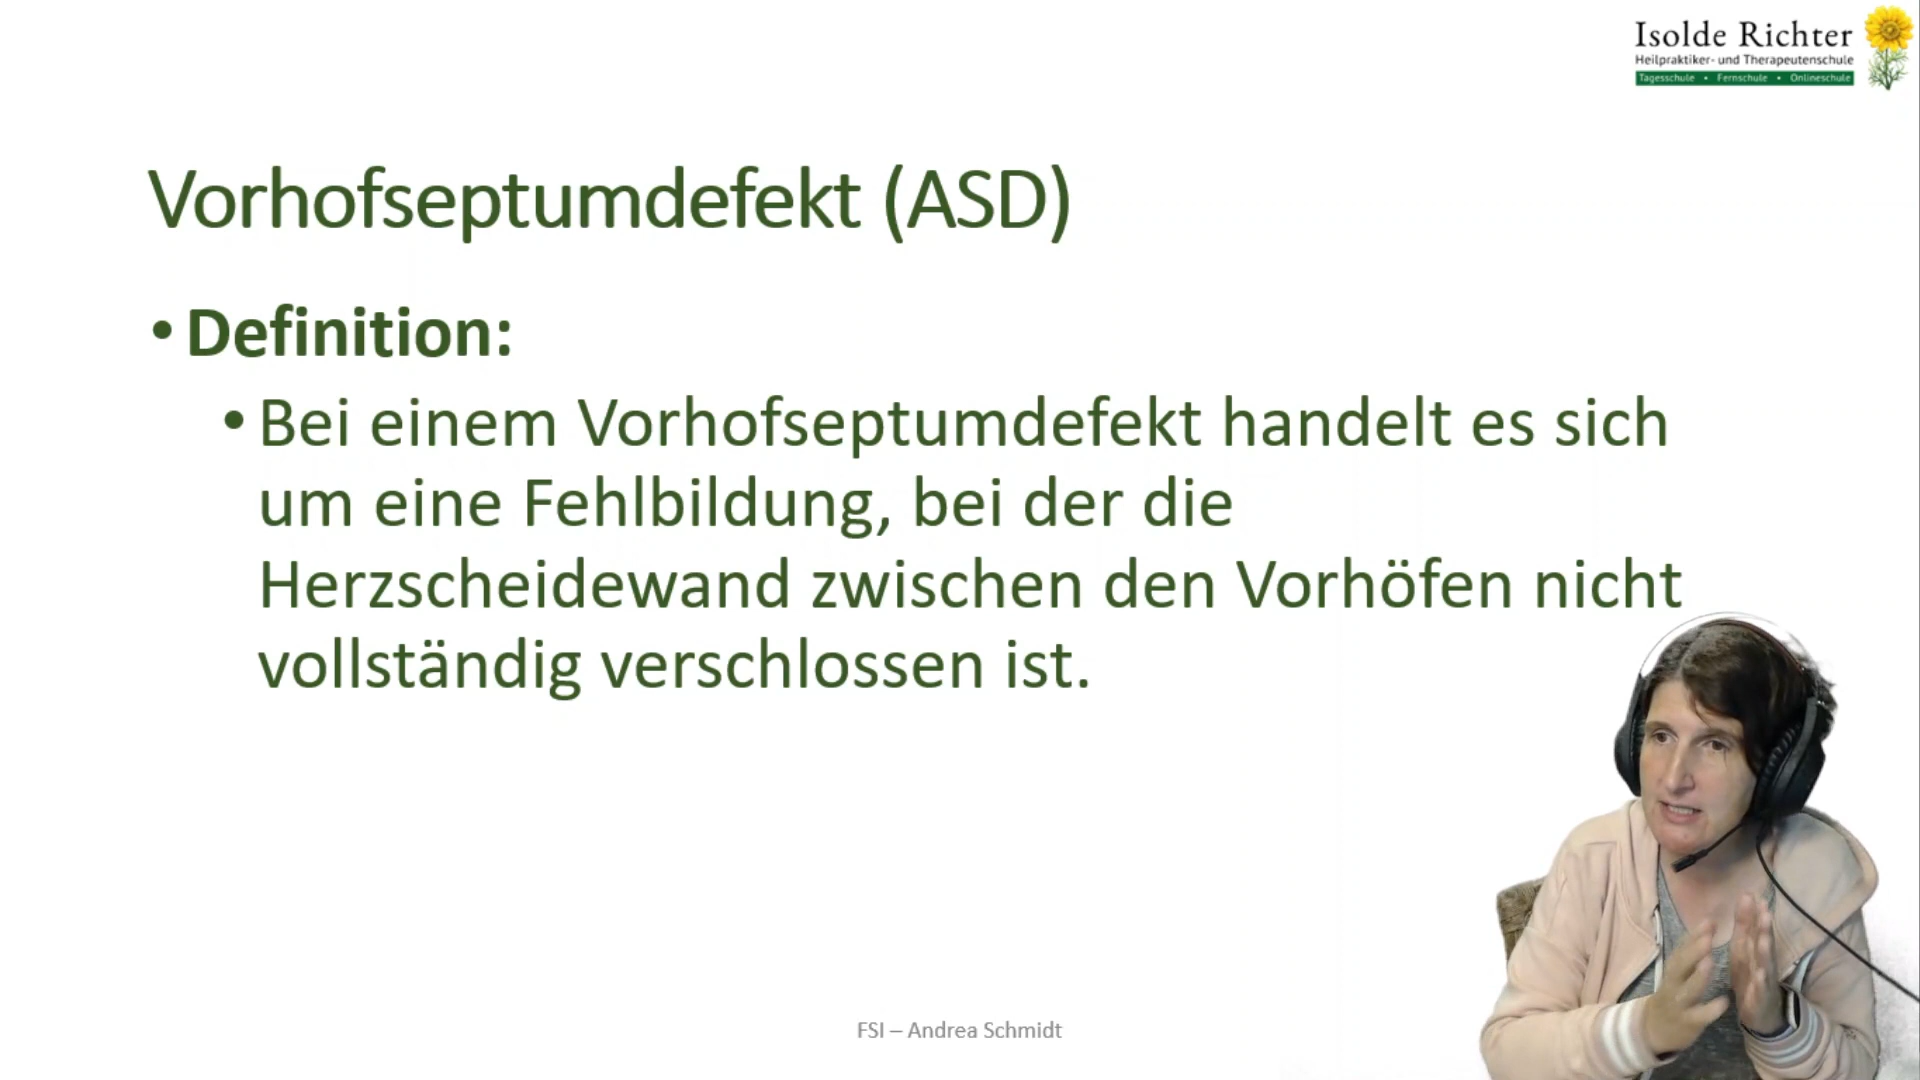 Isolde Richter
Heilpraktiker- und Therapeutenschule
Tagesschule • Fernschule • Onlineschule
Vorhofseptumdefekt (ASD)
• Definition:
• Bei einem Vorhofseptumdefekt handelt es sich
um eine Fehlbildung, bei der die
Herzscheidewand zwischen den Vorhöfen nicht
vollständig verschlossen ist.
FSI – Andrea Schmidt